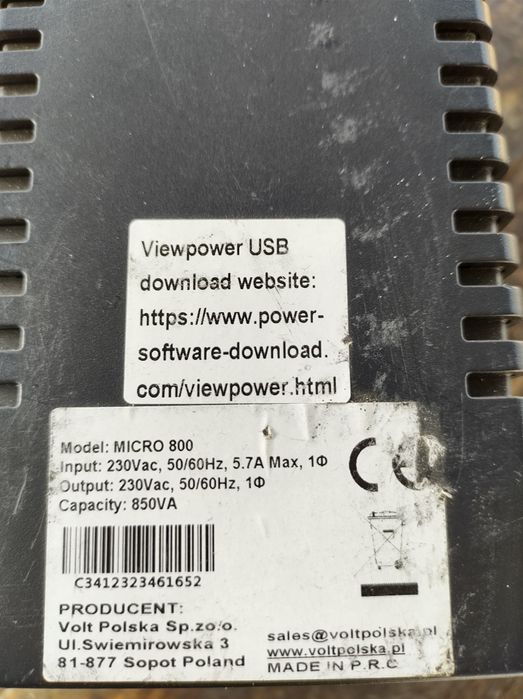 Viewpower USB
download website:
https://www.power-
software-download.
com/viewpower.html
Model: MICRO 800
Input: 230Vac, 50/60Hz, 5.7A Max, 1Φ
Output: 230Vac, 50/60Hz, 1Φ
Capacity: 850VA
CE
C3412323461652
PRODUCENT:
Volt Polska Sp.zo.o.
Ul.Swiemirowska 3
81-877 Sopot Poland
sales@voltpolska.pl
www.voltpolska.pl
MADE IN P.R.C